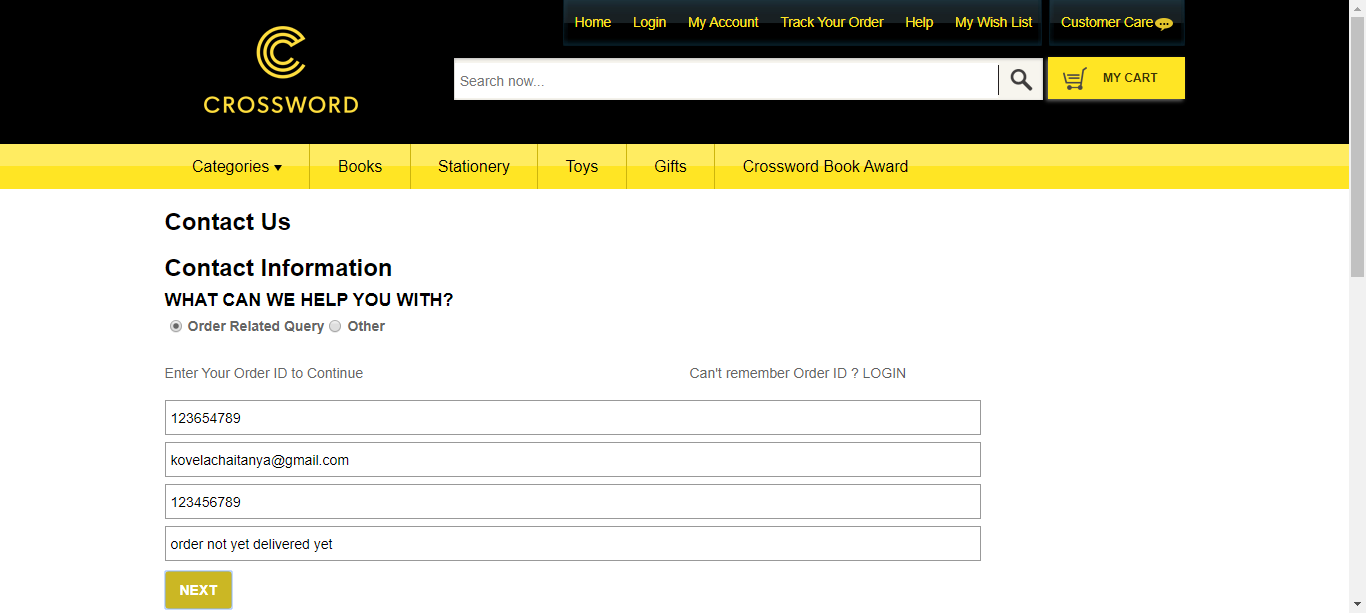 Home Login My Account Track Your Order Help My Wish List Customer Care
CROSSWORD
Search now...
MY CART
Categories Books Stationery Toys Gifts Crossword Book Award
Contact Us
Contact Information
WHAT CAN WE HELP YOU WITH?
Order Related Query Other
Enter Your Order ID to Continue Can't remember Order ID ? LOGIN
123654789
kovelachaitanya@gmail.com
123456789
order not yet delivered yet
NEXT